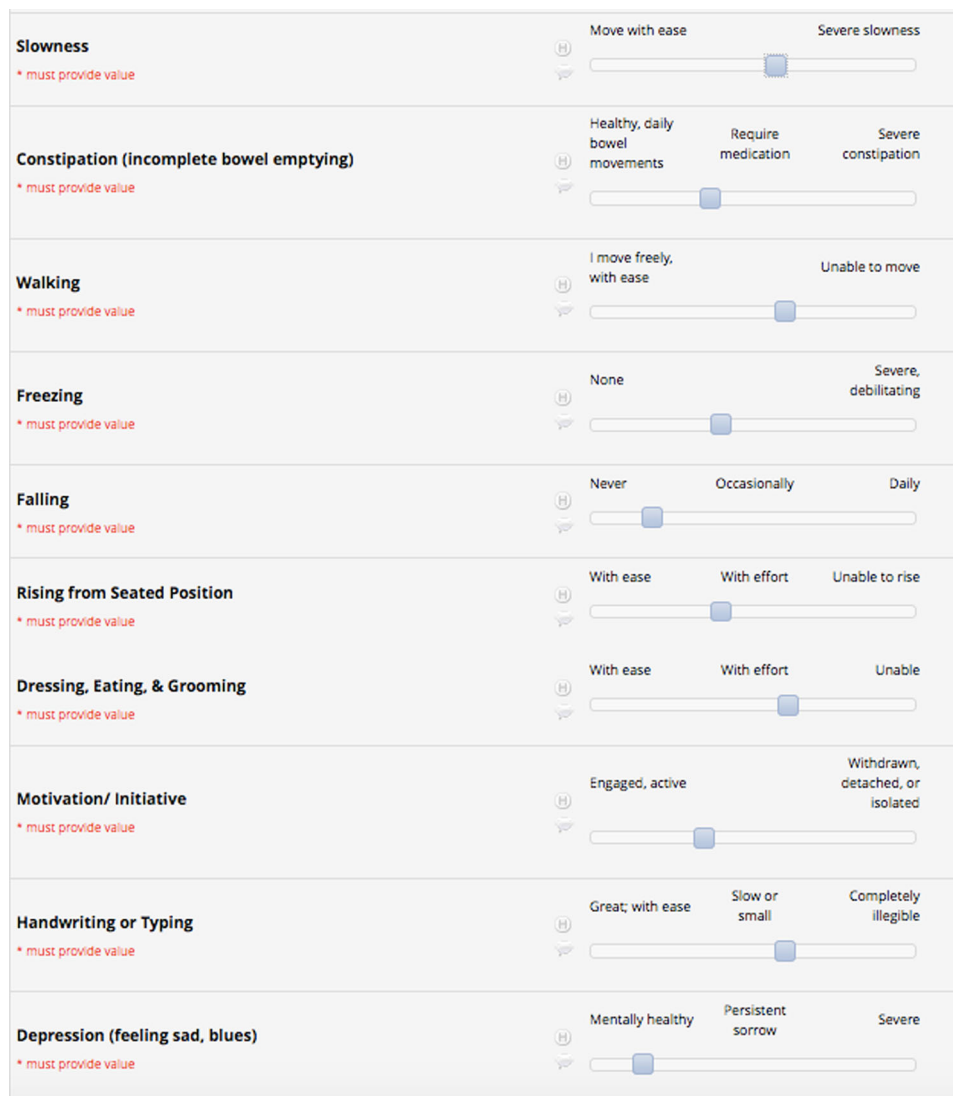 Slowness
* must provide value
H
Move with ease
Severe slowness
Constipation (incomplete bowel emptying)
* must provide value
H
Healthy, daily
bowel
movements
Require
medication
Severe
constipation
Walking
* must provide value
H
I move freely,
with ease
Unable to move
Freezing
* must provide value
H
None
Severe,
debilitating
Falling
* must provide value
H
Never
Occasionally
Daily
Rising from Seated Position
* must provide value
H
With ease
With effort
Unable to rise
Dressing, Eating, & Grooming
* must provide value
H
With ease
With effort
Unable
Motivation/ Initiative
* must provide value
H
Engaged, active
Withdrawn,
detached, or
isolated
Handwriting or Typing
* must provide value
H
Great; with ease
Slow or
small
Completely
illegible
Depression (feeling sad, blues)
* must provide value
H
Mentally healthy
Persistent
sorrow
Severe